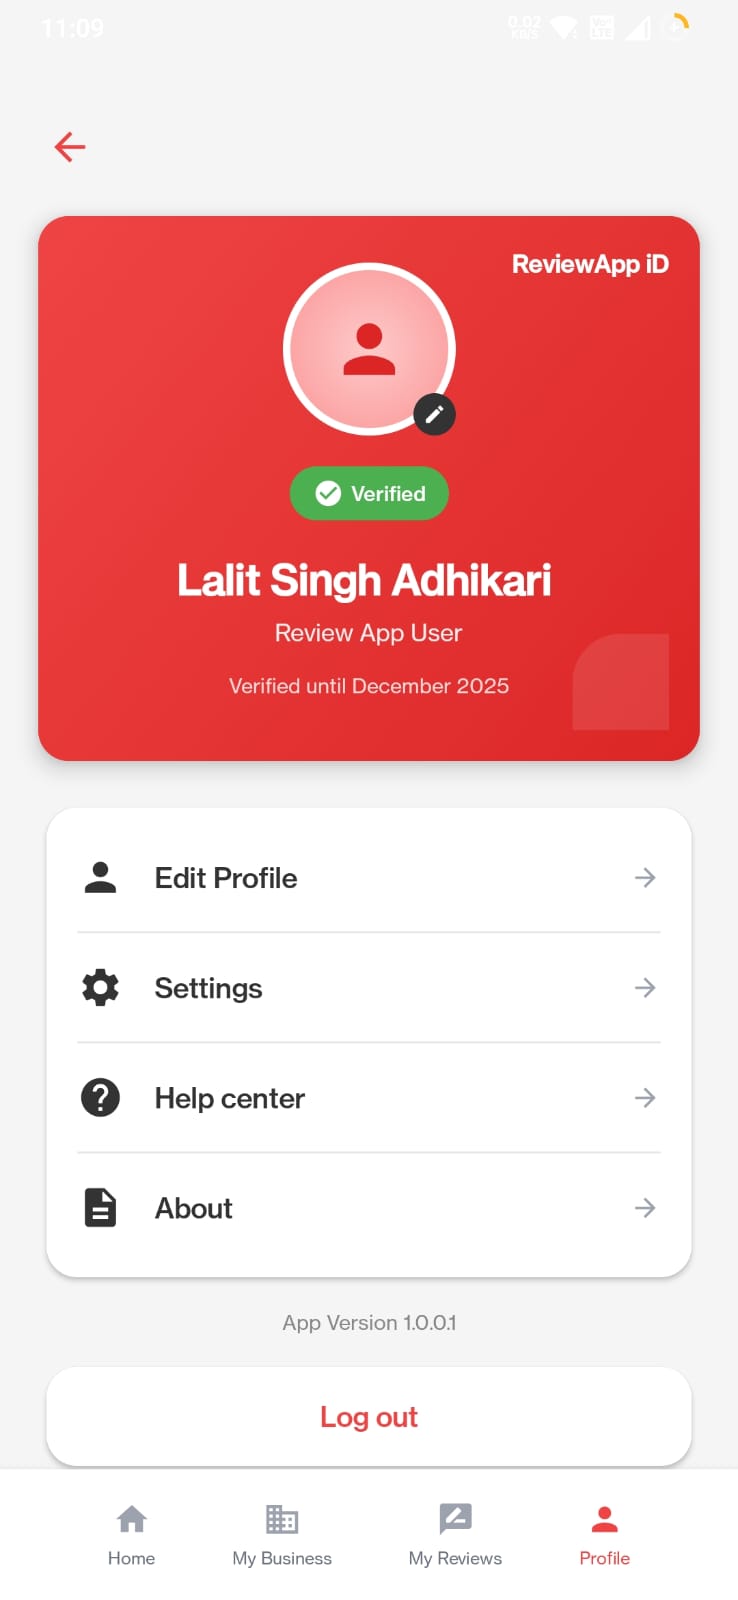 11:09
0.02
KB/S
ReviewApp iD
Verified
Lalit Singh Adhikari
Review App User
Verified until December 2025
Edit Profile
Settings
Help center
About
App Version 1.0.0.1
Log out
Home
My Business
My Reviews
Profile